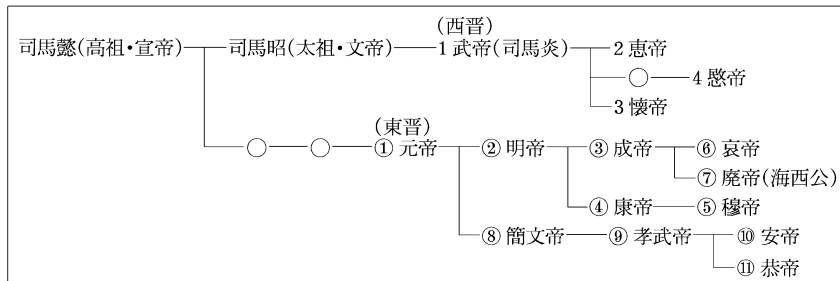 (西晋)
司馬懿(高祖・宣帝) 司馬昭(太祖・文帝) 1 武帝(司馬炎) 2 恵帝
○ 4 愍帝
3 懐帝
(東晋)
○ ○ ① 元帝 ② 明帝 ③ 成帝 ⑥ 哀帝
⑦ 廃帝(海西公)
④ 康帝 ⑤ 穆帝
⑧ 簡文帝 ⑨ 孝武帝 ⑩ 安帝
⑪ 恭帝